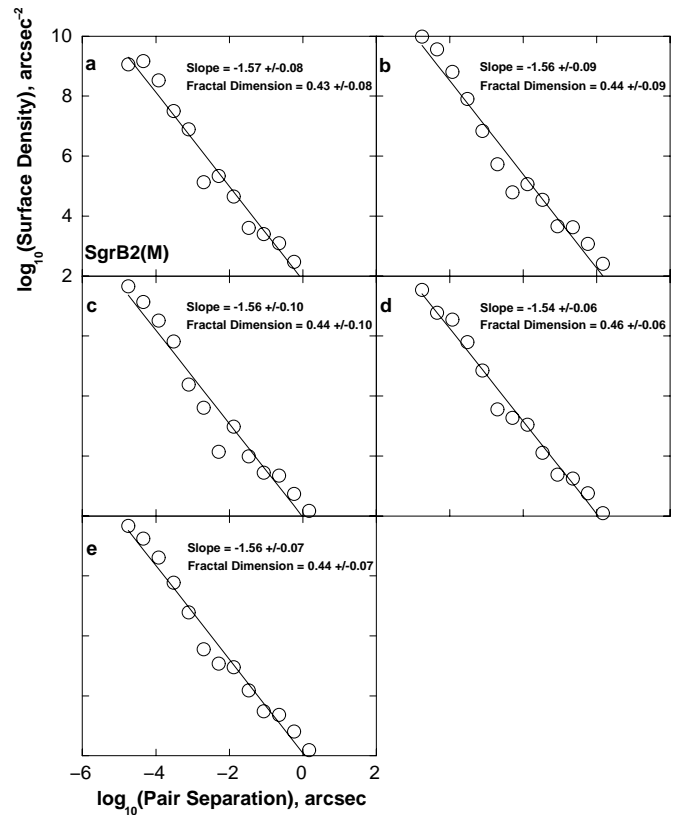 10
a
Slope = -1.57 +/-0.08
Fractal Dimension = 0.43 +/-0.08
b
Slope = -1.56 +/-0.09
Fractal Dimension = 0.44 +/-0.09
8
6
4
SgrB2(M)
2
log10(Surface Density), arcsec−2
c
Slope = -1.56 +/-0.10
Fractal Dimension = 0.44 +/-0.10
d
Slope = -1.54 +/-0.06
Fractal Dimension = 0.46 +/-0.06
e
Slope = -1.56 +/-0.07
Fractal Dimension = 0.44 +/-0.07
−6 −4 −2 0 2
log10(Pair Separation), arcsec